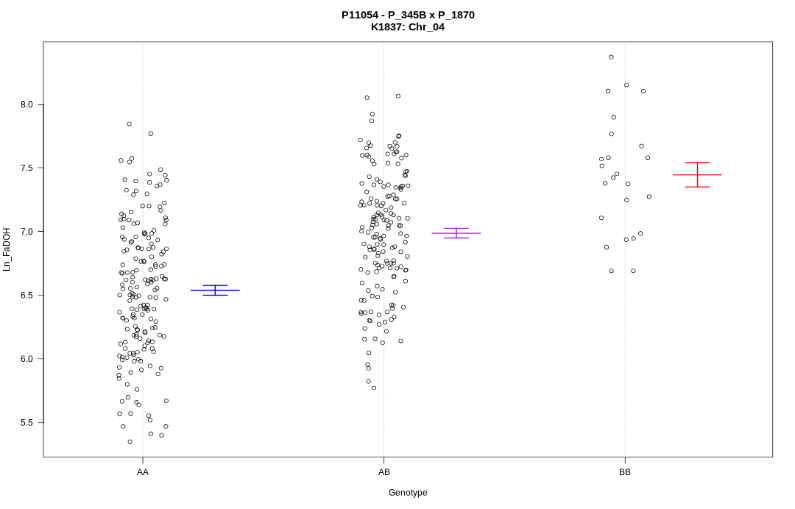 P11054 - P_345B x P_1870
K1837: Chr_04
Ln_FaDOH
8.0
7.5
7.0
6.5
6.0
5.5
AA
AB
BB
Genotype